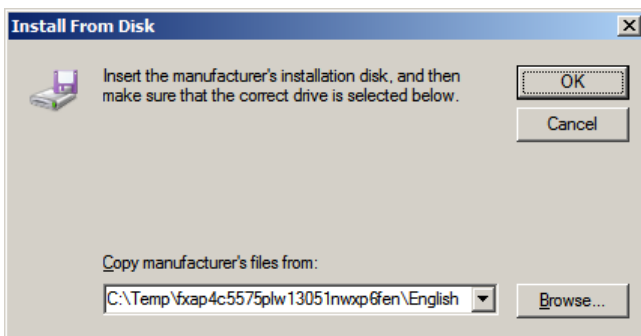 Install From Disk
Insert the manufacturer's installation disk, and then
make sure that the correct drive is selected below.
OK
Cancel
Copy manufacturer's files from:
C:\Temp\fxap4c5575plw13051nwxp6fen\English
Browse...